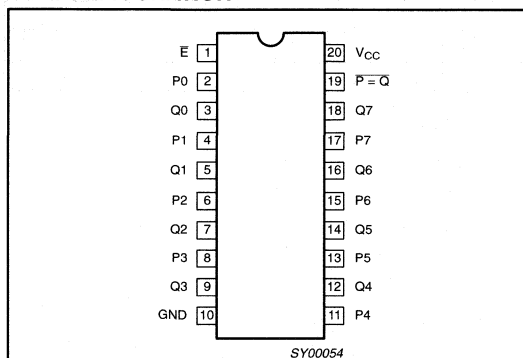 E̅ 1 20 VCC
P0 2 19 P̅ ̅=̅ ̅Q̅
Q0 3 18 Q7
P1 4 17 P7
Q1 5 16 Q6
P2 6 15 P6
Q2 7 14 Q5
P3 8 13 P5
Q3 9 12 Q4
GND 10 11 P4
SY00054